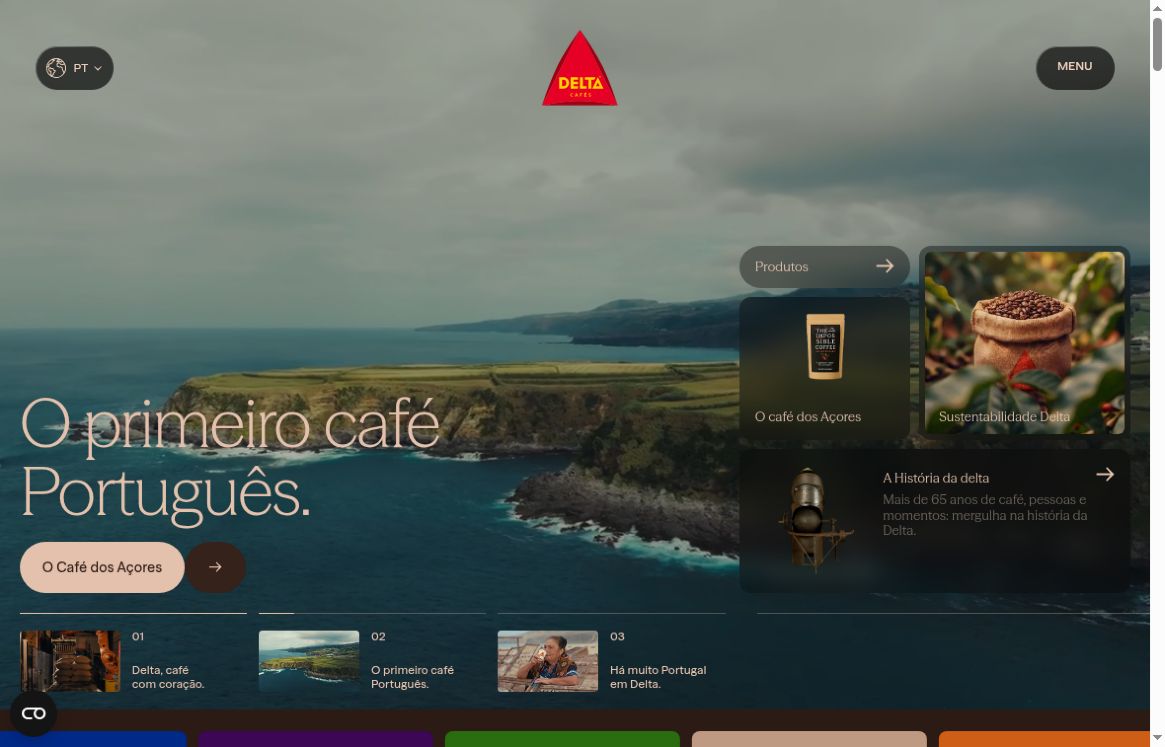 PT
DELTA
CAFÉS
MENU
Produtos
THE
IMPOS
SIBLE
COFFEE
O café dos Açores
Sustentabilidade Delta
A História da delta
Mais de 65 anos de café, pessoas e
momentos: mergulha na história da
Delta.
O primeiro café
Português.
O Café dos Açores
01
Delta, café
com coração.
02
O primeiro café
Português.
03
Há muito Portugal
em Delta.